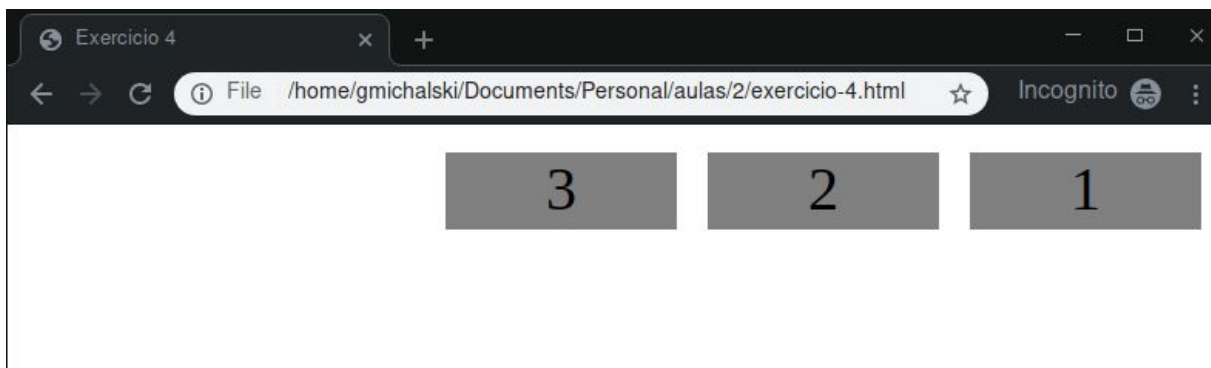 Exercicio 4
File /home/gmichalski/Documents/Personal/aulas/2/exercicio-4.html Incognito
3 2 1